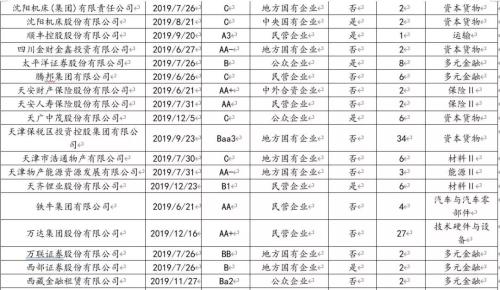 沈阳机床(集团)有限责任公司 2019/7/26 C 地方国有企业 否 2 资本货物
沈阳机床股份有限公司 2019/8/21 C 中央国有企业 是 2 资本货物
顺丰控股股份有限公司 2019/9/20 A3 民营企业 是 1 运输
四川金财金鑫投资有限公司 2019/6/27 AA- 地方国有企业 否 2 资本货物
太平洋证券股份有限公司 2019/7/26 B 公众企业 是 8 多元金融
腾邦集团有限公司 2019/6/26 C 民营企业 否 6 多元金融
天安财产保险股份有限公司 2019/6/21 AA+ 中外合营企业 否 2 保险Ⅱ
天安人寿保险股份有限公司 2019/7/31 AA 民营企业 否 2 保险Ⅱ
天广中茂股份有限公司 2019/12/5 C 公众企业 是 6 资本货物
天津保税区投资控股集团有限公
司 2019/9/23 Baa3 地方国有企业 否 34 资本货物
天津市浩通物产有限公司 2019/7/30 C 地方国有企业 否 6 材料Ⅱ
天津物产能源资源发展有限公司 2019/7/31 AA- 地方国有企业 否 3 能源Ⅱ
天齐锂业股份有限公司 2019/12/23 B1 民营企业 是 6 材料Ⅱ
铁牛集团有限公司 2019/6/21 AA 民营企业 否 4 汽车与汽车零
部件
万达集团股份有限公司 2019/12/16 AA+ 民营企业 否 27 技术硬件与设
备
万联证券股份有限公司 2019/7/26 BB 地方国有企业 否 2 多元金融
西部证券股份有限公司 2019/7/26 B 地方国有企业 是 2 多元金融
西藏金融租赁有限公司 2019/11/27 Ba2 公众企业 否 2 多元金融